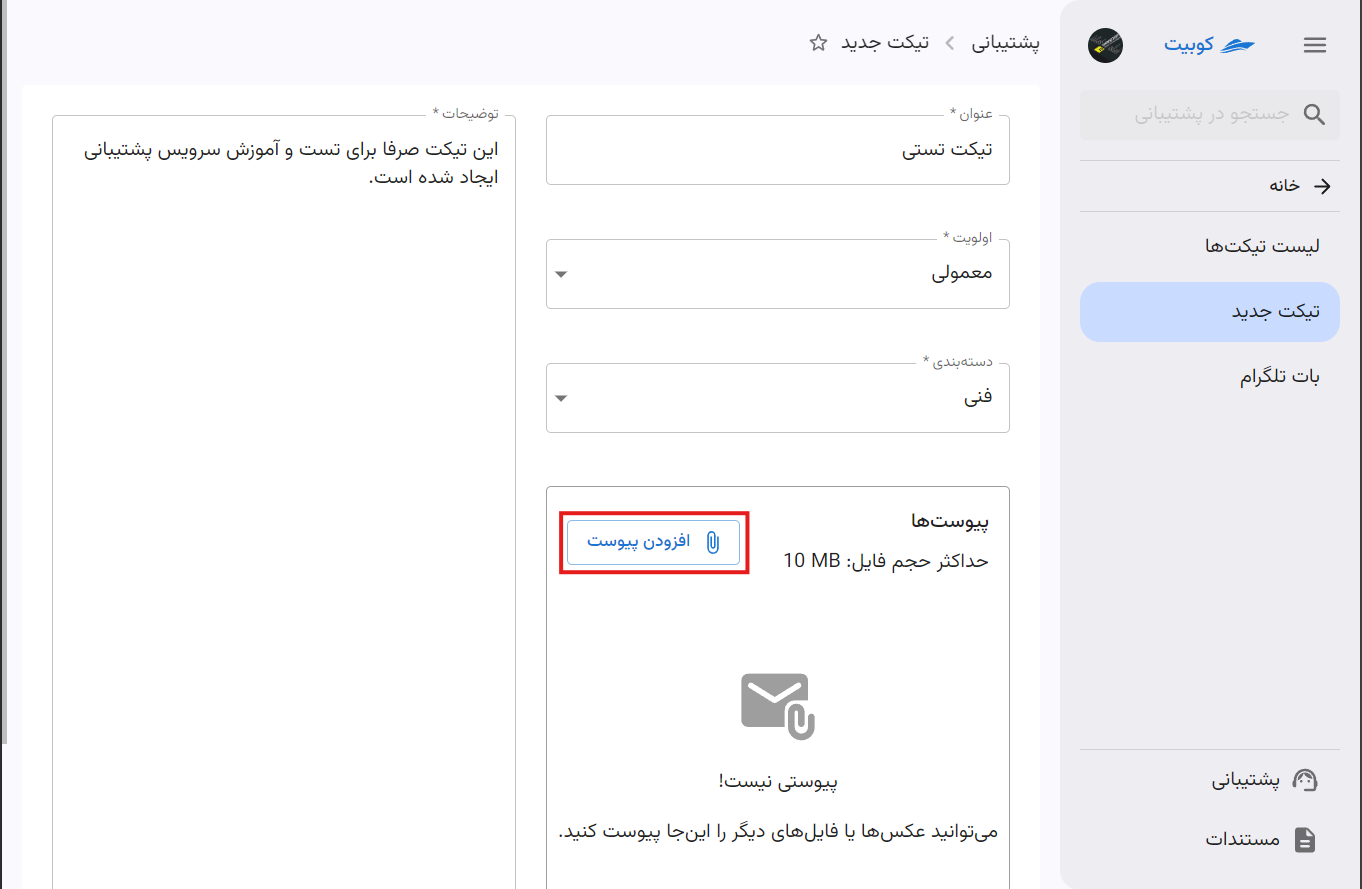 کوبیت
جستجو در پشتیبانی
خانه
لیست تیکت‌ها
تیکت جدید
بات تلگرام
پشتیبانی
مستندات
پشتیبانی
تیکت جدید
عنوان *
تیکت تستی
اولویت *
معمولی
دسته‌بندی *
فنی
پیوست‌ها
حداکثر حجم فایل: 10 MB
افزودن پیوست
پیوستی نیست!
می‌توانید عکس‌ها یا فایل‌های دیگر را این‌جا پیوست کنید.
توضیحات *
این تیکت صرفا برای تست و آموزش سرویس پشتیبانی
ایجاد شده است.